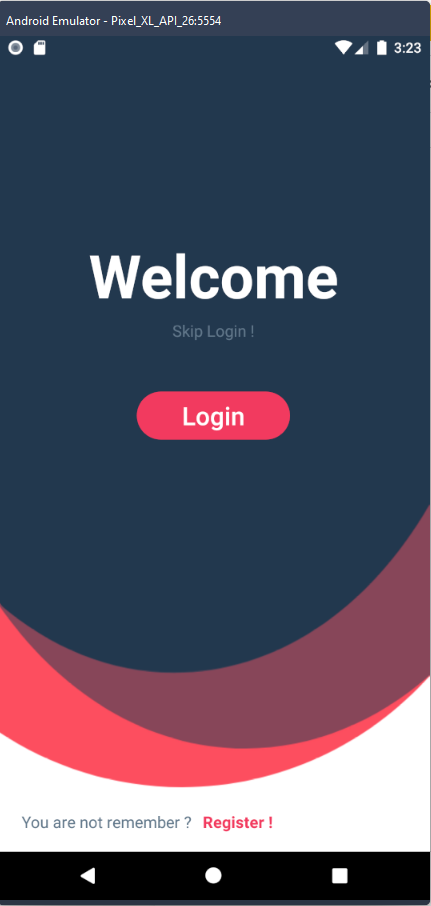 Android Emulator - Pixel_XL_API_26:5554
3:23
Welcome
Skip Login !
Login
You are not remember ? Register !